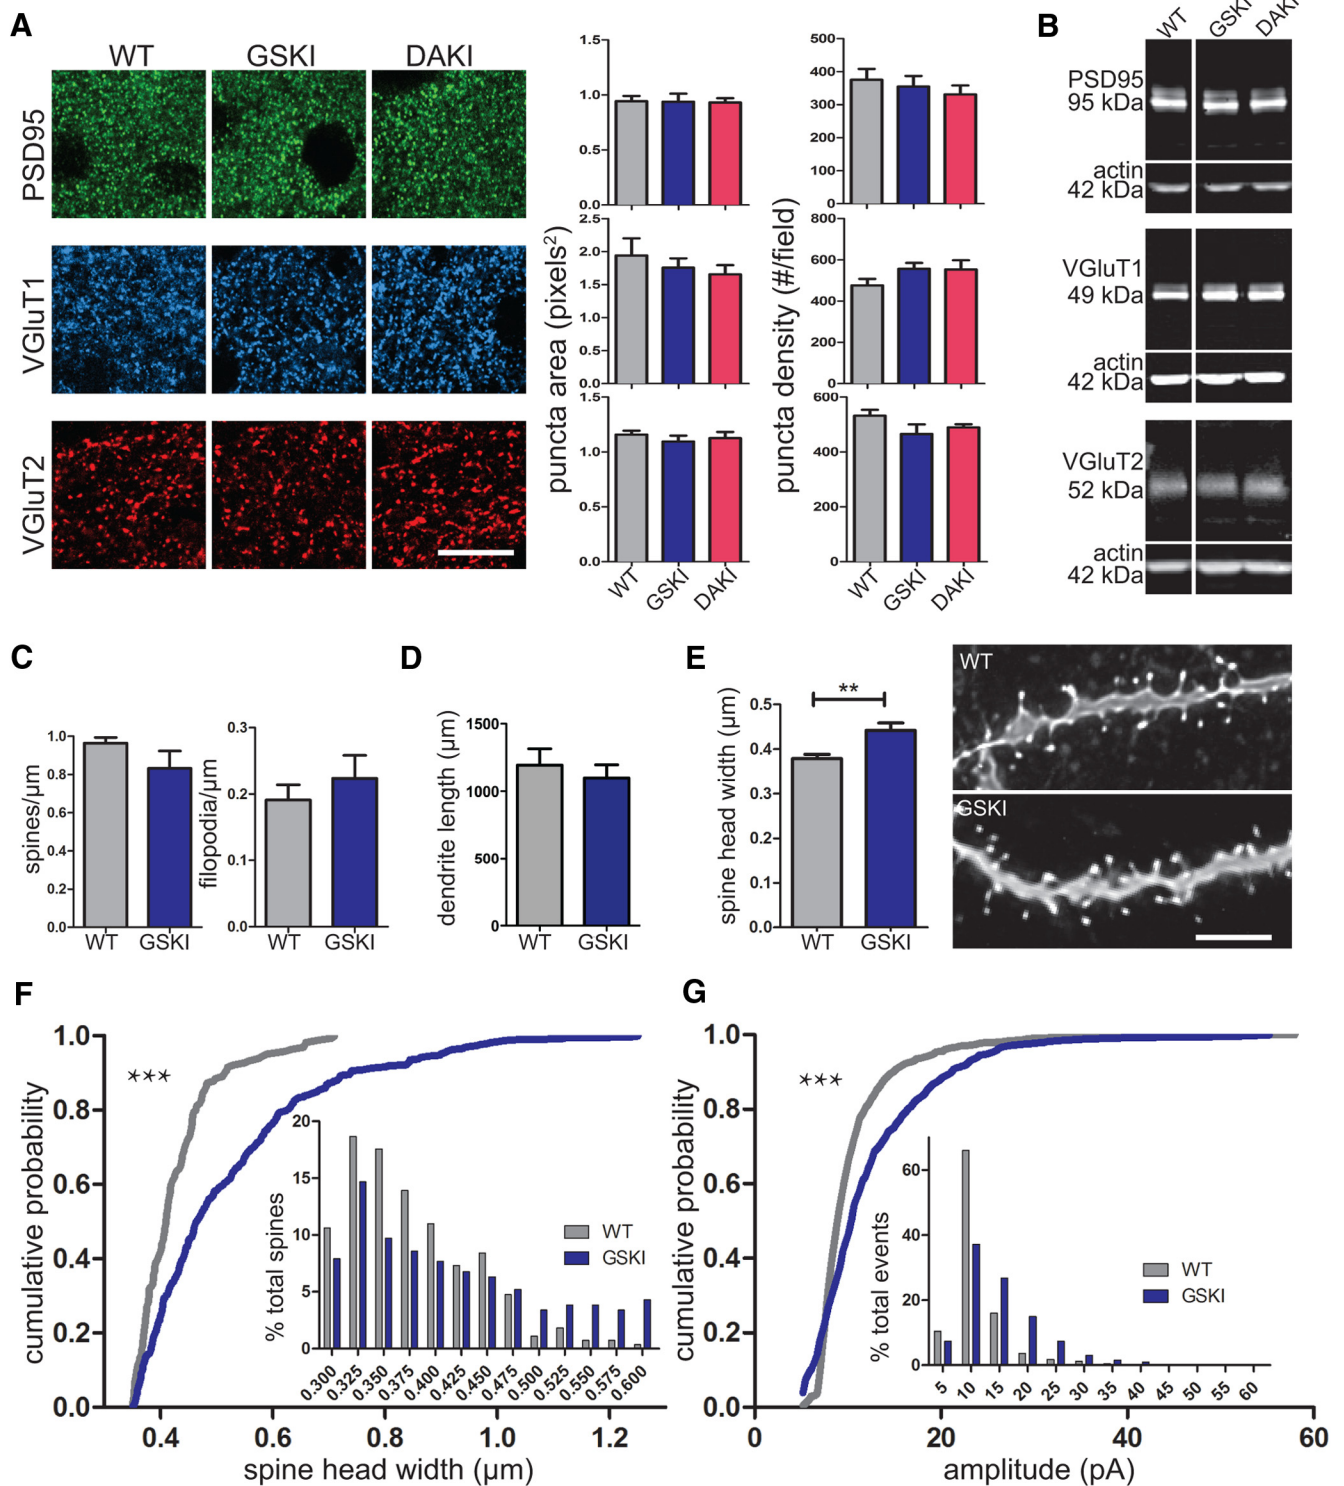 A
WT GSKI DAKI
PSD95
VGluT1
VGluT2
puncta area (pixels²)
1.5
1.0
0.5
0.0
2.5
2.0
1.5
1.0
0.5
0.0
1.5
1.0
0.5
0.0
WT GSKI DAKI
puncta density (#/field)
500
400
300
200
100
0
800
600
400
200
0
600
400
200
0
WT GSKI DAKI
B
WT GSKI DAKI
PSD95
95 kDa
actin
42 kDa
VGluT1
49 kDa
actin
42 kDa
VGluT2
52 kDa
actin
42 kDa
C
spines/µm
1.0
0.8
0.6
0.4
0.2
0.0
WT GSKI
filopodia/µm
0.3
0.2
0.1
0.0
WT GSKI
D
dendrite length (µm)
1500
1000
500
0
WT GSKI
E
spine head width (µm)
0.5
0.4
0.3
0.2
0.1
0.0
**
WT GSKI
WT
GSKI
F
cumulative probability
1.0
0.8
0.6
0.4
0.2
0.0
***
0.4 0.6 0.8 1.0 1.2
spine head width (µm)
% total spines
20
15
10
5
0
WT
GSKI
0.300 0.325 0.350 0.375 0.400 0.425 0.450 0.475 0.500 0.525 0.550 0.575 0.600
G
cumulative probability
1.0
0.8
0.6
0.4
0.2
0.0
***
0 20 40 60
amplitude (pA)
% total events
60
40
20
0
WT
GSKI
5 10 15 20 25 30 35 40 45 50 55 60